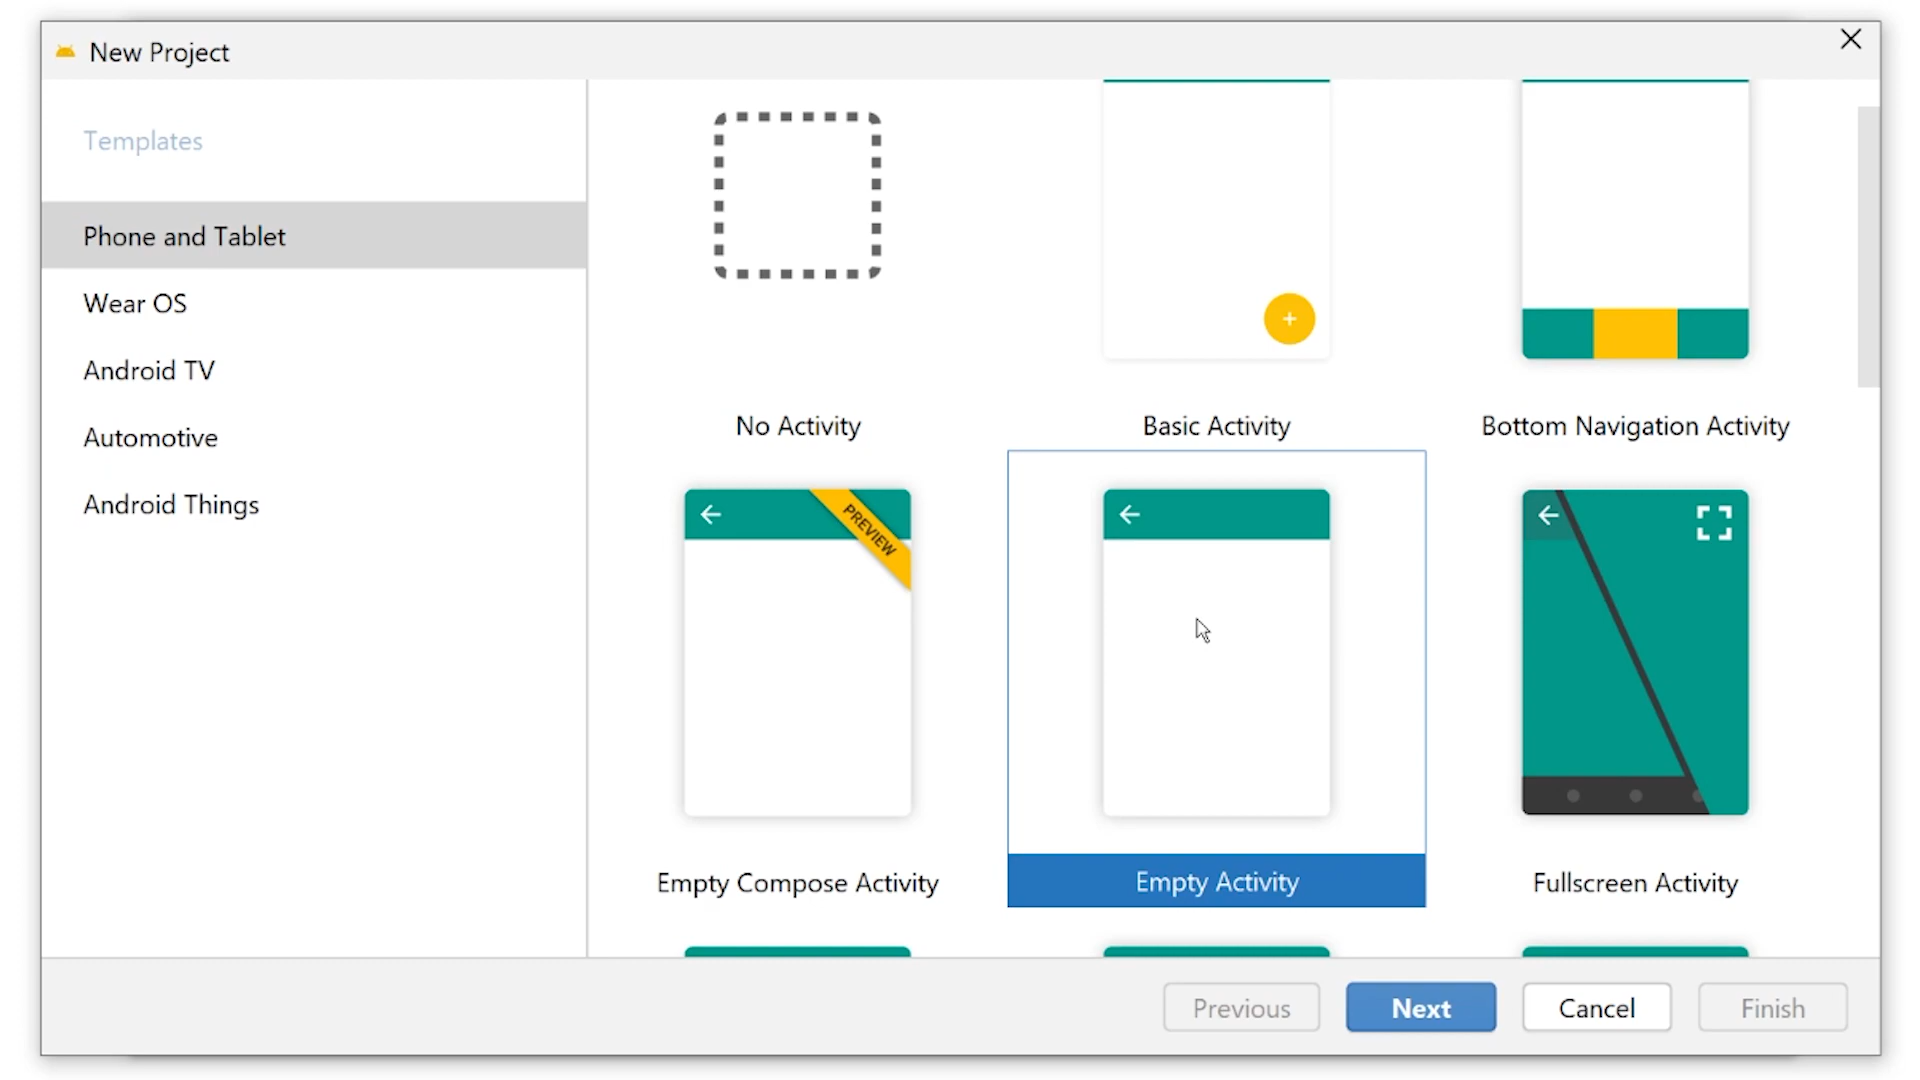 New Project
Templates
Phone and Tablet
Wear OS
Android TV
Automotive
Android Things
No Activity
Basic Activity
Bottom Navigation Activity
PREVIEW
Empty Compose Activity
Empty Activity
Fullscreen Activity
Previous
Next
Cancel
Finish